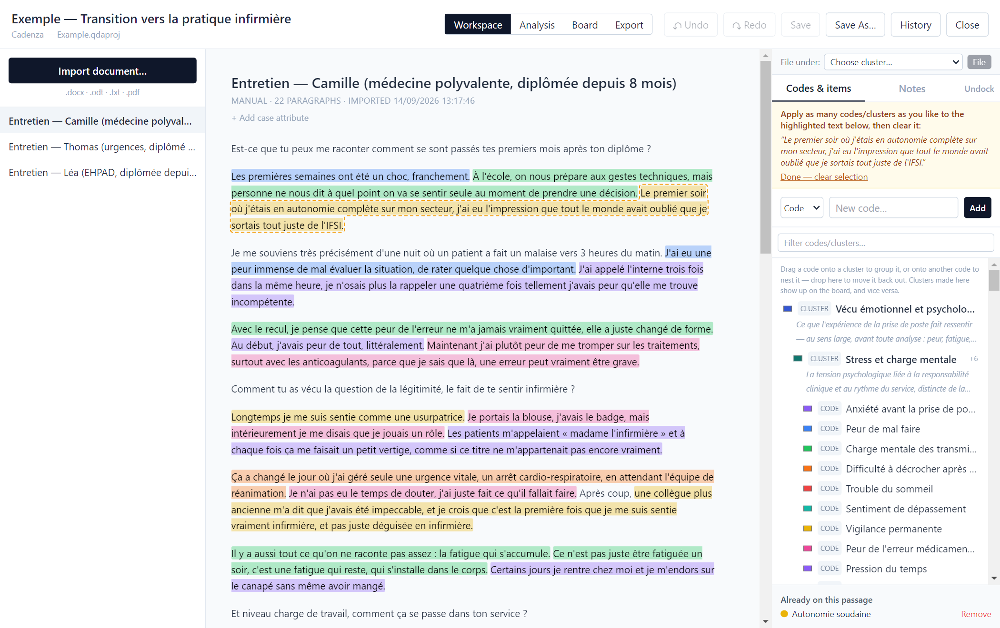 Exemple — Transition vers la pratique infirmière
Cadenza — Example.qdaproj
Workspace Analysis Board Export Undo Redo Save Save As... History Close
Import document...
.docx · .odt · .txt · .pdf
Entretien — Camille (médecine polyval...
Entretien — Thomas (urgences, diplômé ...
Entretien — Léa (EHPAD, diplômée depui...
Entretien — Camille (médecine polyvalente, diplômée depuis 8 mois)
MANUAL · 22 PARAGRAPHS · IMPORTED 14/09/2026 13:17:46
+ Add case attribute
Est-ce que tu peux me raconter comment se sont passés tes premiers mois après ton diplôme ?
Les premières semaines ont été un choc, franchement. À l'école, on nous prépare aux gestes techniques, mais
personne ne nous dit à quel point on va se sentir seule au moment de prendre une décision. Le premier soir
où j'étais en autonomie complète sur mon secteur, j'ai eu l'impression que tout le monde avait oublié que je
sortais tout juste de l'IFSI.
Je me souviens très précisément d'une nuit où un patient a fait un malaise vers 3 heures du matin. J'ai eu une
peur immense de mal évaluer la situation, de rater quelque chose d'important. J'ai appelé l'interne trois fois
dans la même heure, je n'osais plus la rappeler une quatrième fois tellement j'avais peur qu'elle me trouve
incompétente.
Avec le recul, je pense que cette peur de l'erreur ne m'a jamais vraiment quittée, elle a juste changé de forme.
Au début, j'avais peur de tout, littéralement. Maintenant j'ai plutôt peur de me tromper sur les traitements,
surtout avec les anticoagulants, parce que je sais que là, une erreur peut vraiment être grave.
Comment tu as vécu la question de la légitimité, le fait de te sentir infirmière ?
Longtemps je me suis sentie comme une usurpatrice. Je portais la blouse, j'avais le badge, mais
intérieurement je me disais que je jouais un rôle. Les patients m'appelaient « madame l'infirmière » et à
chaque fois ça me faisait un petit vertige, comme si ce titre ne m'appartenait pas encore vraiment.
Ça a changé le jour où j'ai géré seule une urgence vitale, un arrêt cardio-respiratoire, en attendant l'équipe de
réanimation. Je n'ai pas eu le temps de douter, j'ai juste fait ce qu'il fallait faire. Après coup, une collègue plus
ancienne m'a dit que j'avais été impeccable, et je crois que c'est la première fois que je me suis sentie
vraiment infirmière, et pas juste déguisée en infirmière.
Il y a aussi tout ce qu'on ne raconte pas assez : la fatigue qui s'accumule. Ce n'est pas juste être fatiguée un
soir, c'est une fatigue qui reste, qui s'installe dans le corps. Certains jours je rentre chez moi et je m'endors sur
le canapé sans même avoir mangé.
Et niveau charge de travail, comment ça se passe dans ton service ?
File under: Choose cluster... File
Codes & items Notes Undock
Apply as many codes/clusters as you like to the
highlighted text below, then clear it:
“Le premier soir où j'étais en autonomie complète sur
mon secteur, j'ai eu l'impression que tout le monde avait
oublié que je sortais tout juste de l'IFSI.”
Done — clear selection
Code New code... Add
Filter codes/clusters...
Drag a code onto a cluster to group it, or onto another code to
nest it — drop here to move it back out. Clusters made here
show up on the board, and vice versa.
CLUSTER Vécu émotionnel et psycholo...
Ce que l'expérience de la prise de poste fait ressentir
— au sens large, avant toute analyse : peur, fatigue,...
CLUSTER Stress et charge mentale +6
La tension psychologique liée à la responsabilité
clinique et au rythme du service, distincte de la...
CODE Anxiété avant la prise de po...
CODE Peur de mal faire
CODE Charge mentale des transmi...
CODE Difficulté à décrocher après ...
CODE Trouble du sommeil
CODE Sentiment de dépassement
CODE Vigilance permanente
CODE Peur de l'erreur médicamen...
CODE Pression du temps
Already on this passage
Autonomie soudaine Remove